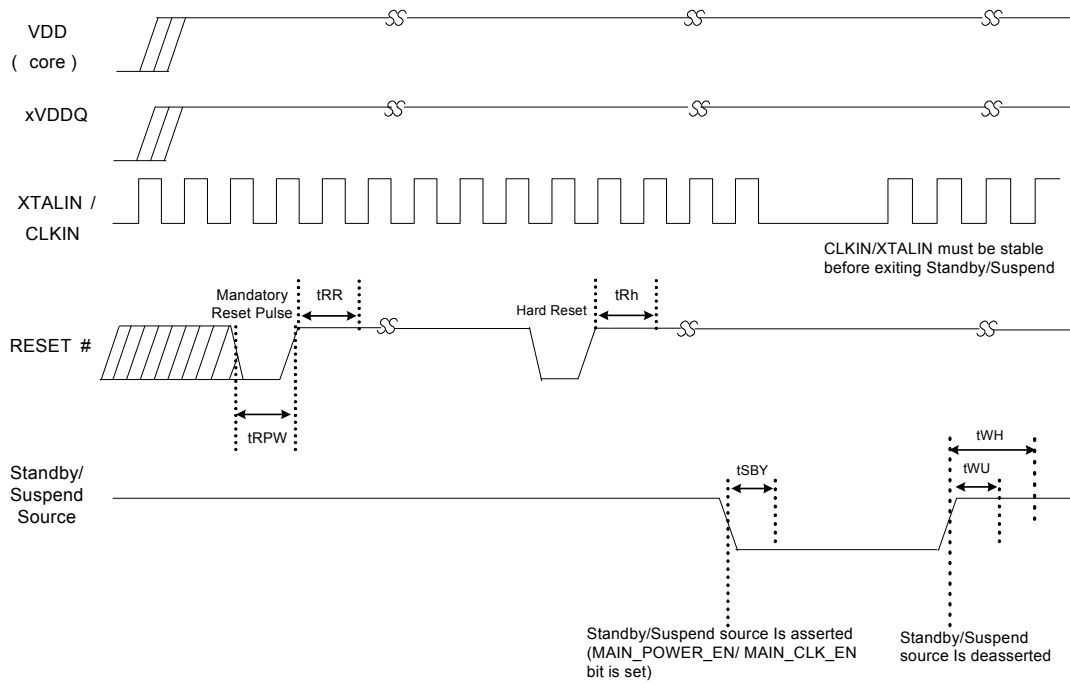 VDD
( core )
xVDDQ
XTALIN /
CLKIN
CLKIN/XTALIN must be stable
before exiting Standby/Suspend
Mandatory
Reset Pulse
tRR
Hard Reset
tRh
RESET #
tRPW
tWH
Standby/
Suspend
Source
tSBY
tWU
Standby/Suspend source Is asserted
(MAIN_POWER_EN/ MAIN_CLK_EN
bit is set)
Standby/Suspend
source Is deasserted